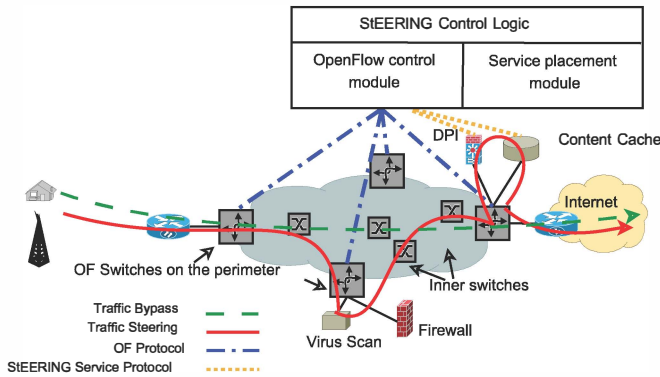 StEERING Control Logic
OpenFlow control
module
Service placement
module
DPI
Content Cache
Internet
OF Switches on the perimeter
Inner switches
Virus Scan
Firewall
Traffic Bypass
Traffic Steering
OF Protocol
StEERING Service Protocol